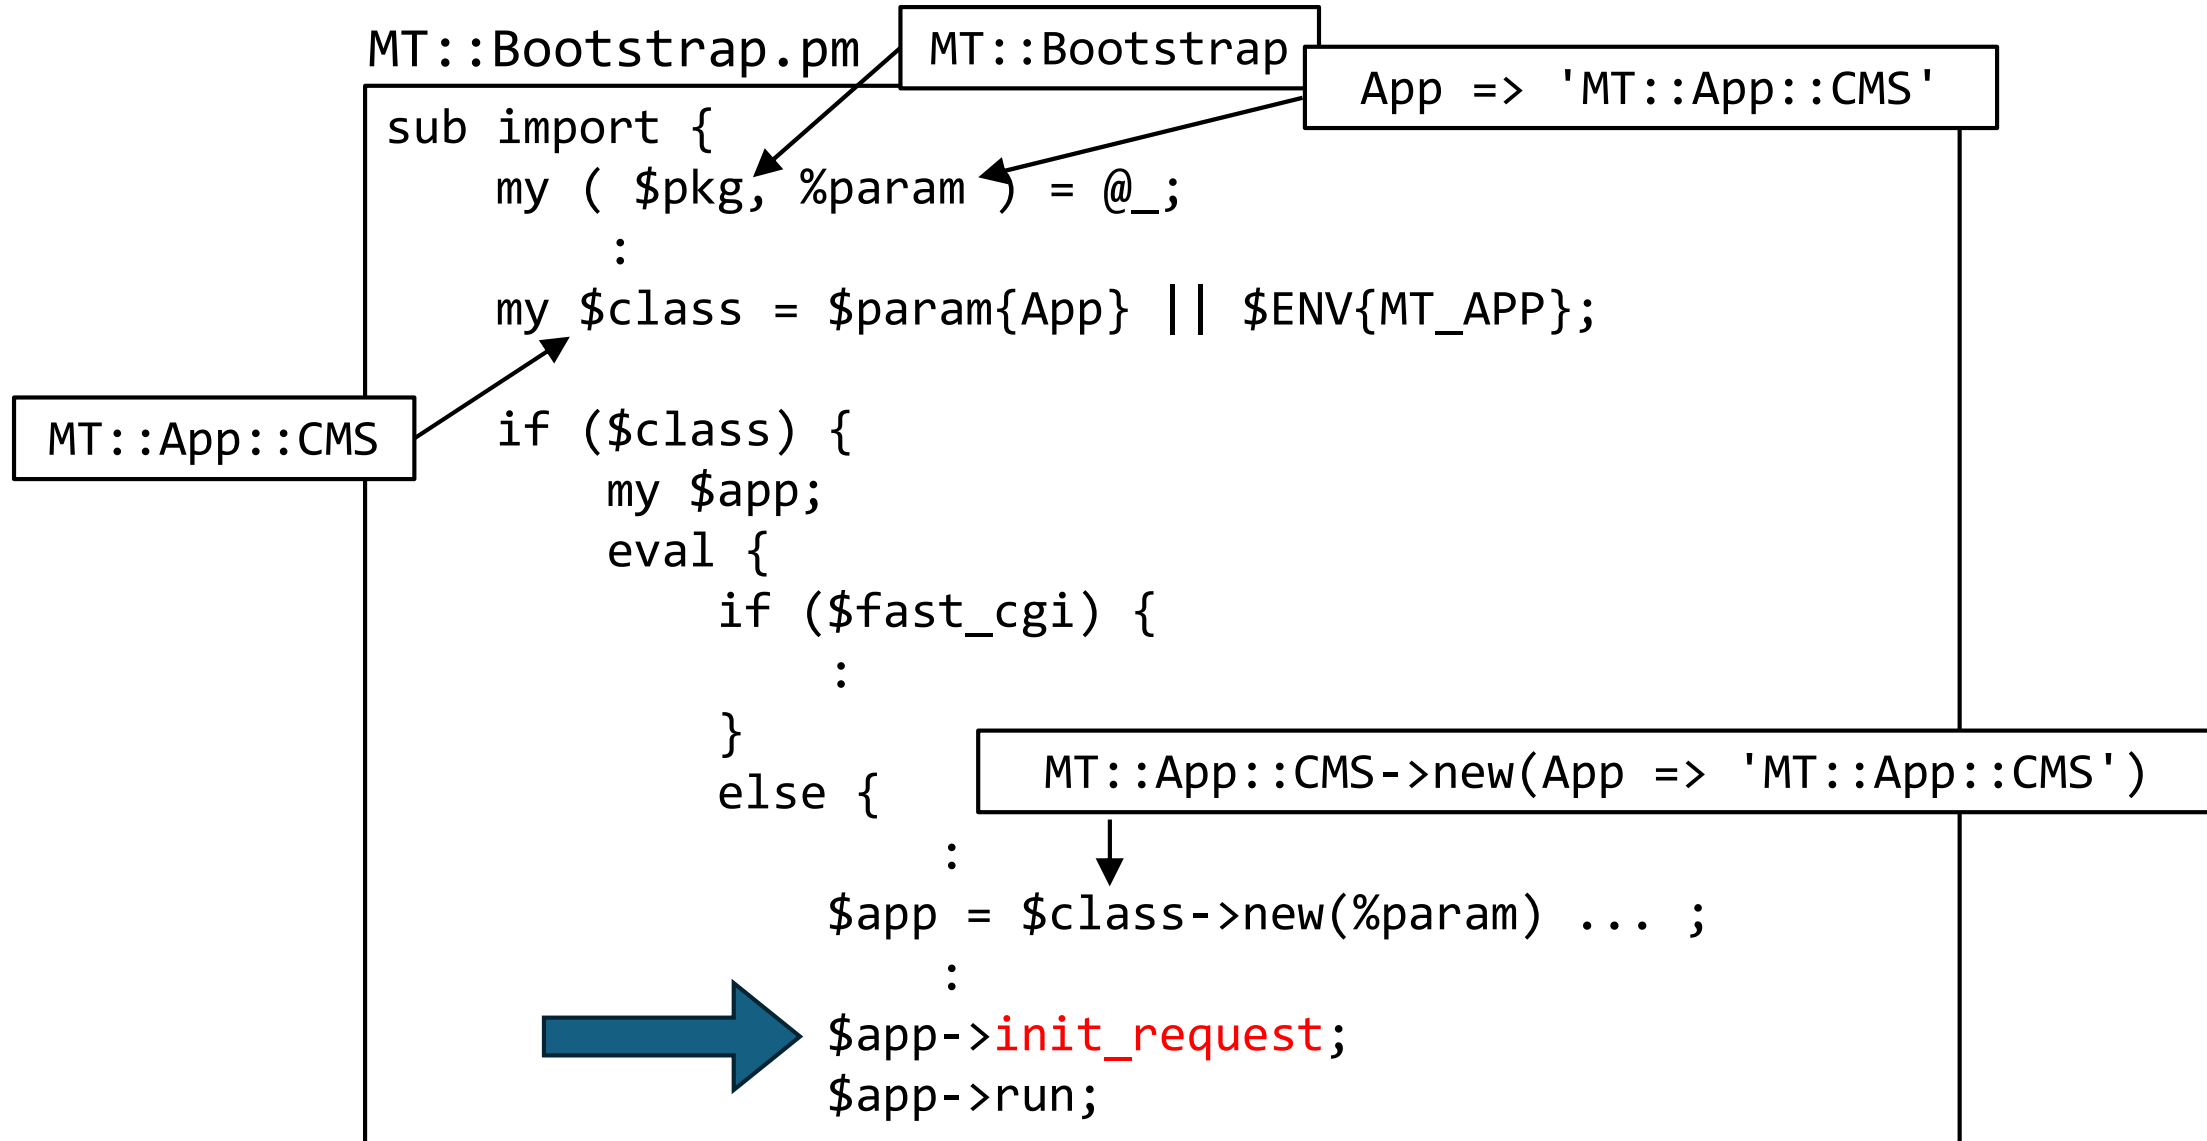 MT::Bootstrap.pm
MT::Bootstrap
App => 'MT::App::CMS'
sub import {
my ( $pkg, %param ) = @_;
:
my $class = $param{App} || $ENV{MT_APP};
MT::App::CMS
if ($class) {
my $app;
eval {
if ($fast_cgi) {
:
}
MT::App::CMS->new(App => 'MT::App::CMS')
else {
:
$app = $class->new(%param) ... ;
:
$app->init_request;
$app->run;